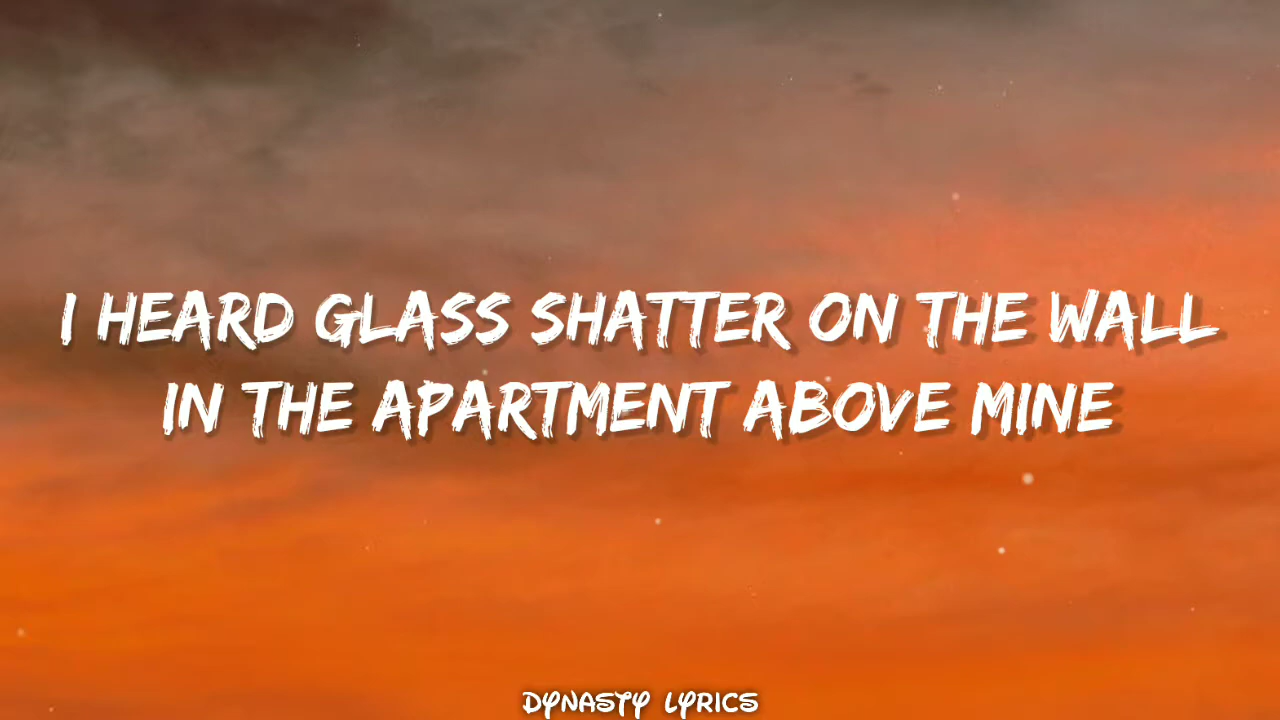 I HEARD GLASS SHATTER ON THE WALL
IN THE APARTMENT ABOVE MINE
DYNASTY LYRICS